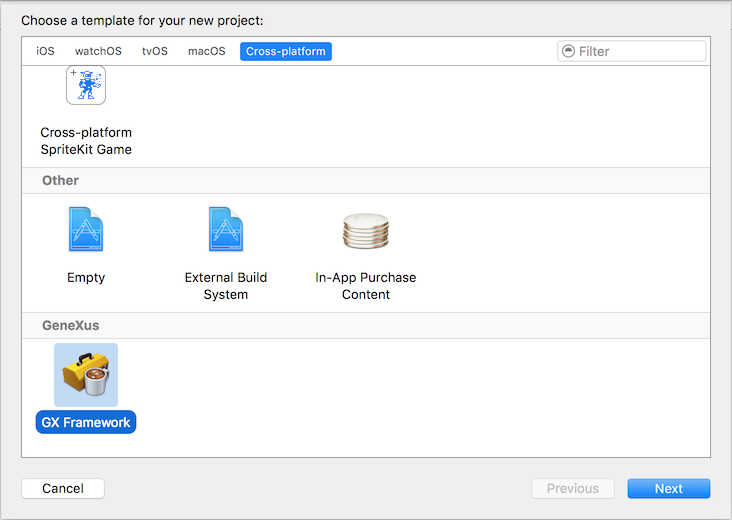 Choose a template for your new project:
iOS watchOS tvOS macOS Cross-platform Filter
Cross-platform
SpriteKit Game
Other
Empty External Build In-App Purchase
System Content
GeneXus
GX Framework
Cancel Previous Next